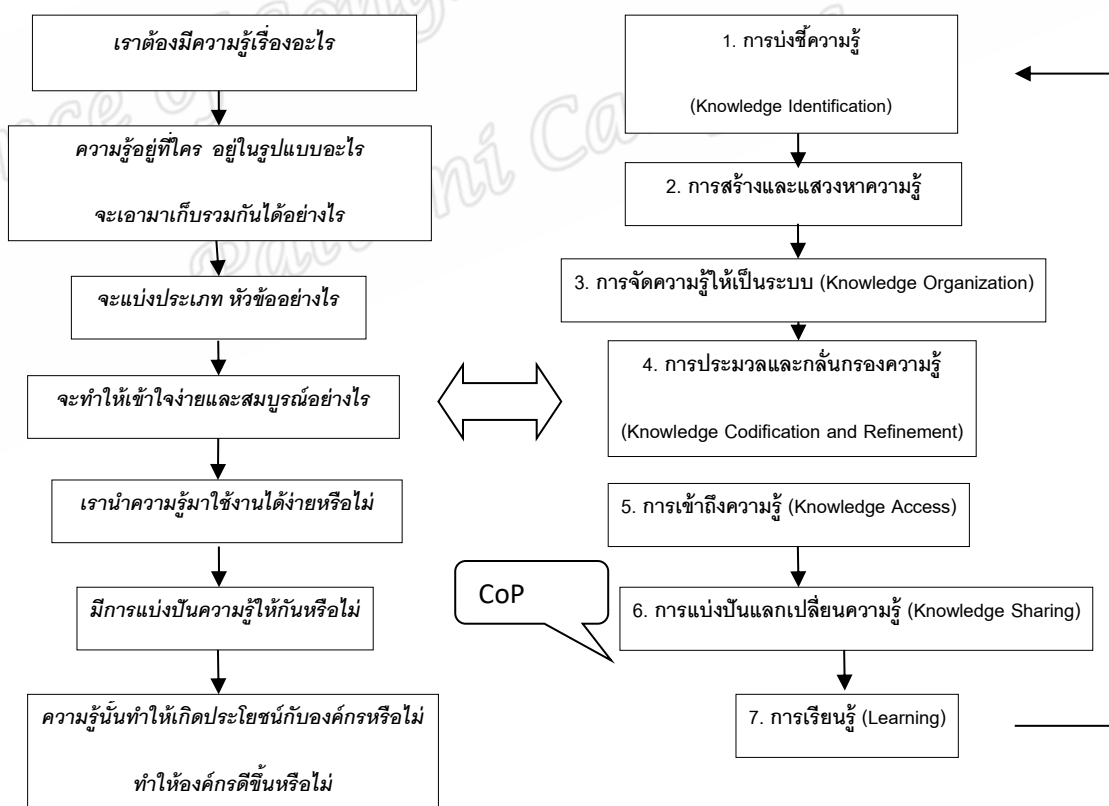 เราต้องมีความรู้เรื่องอะไร
ความรู้อยู่ที่ใคร อยู่ในรูปแบบอะไร
จะเอามาเก็บรวมกันได้อย่างไร
จะแบ่งประเภท หัวข้ออย่างไร
จะทำให้เข้าใจง่ายและสมบูรณ์อย่างไร
เรานำความรู้มาใช้งานได้ง่ายหรือไม่
มีการแบ่งปันความรู้ให้กันหรือไม่
ความรู้นั้นทำให้เกิดประโยชน์กับองค์กรหรือไม่
ทำให้องค์กรดีขึ้นหรือไม่
CoP
1. การบ่งชี้ความรู้
(Knowledge Identification)
2. การสร้างและแสวงหาความรู้
3. การจัดความรู้ให้เป็นระบบ (Knowledge Organization)
4. การประมวลและกลั่นกรองความรู้
(Knowledge Codification and Refinement)
5. การเข้าถึงความรู้ (Knowledge Access)
6. การแบ่งปันแลกเปลี่ยนความรู้ (Knowledge Sharing)
7. การเรียนรู้ (Learning)